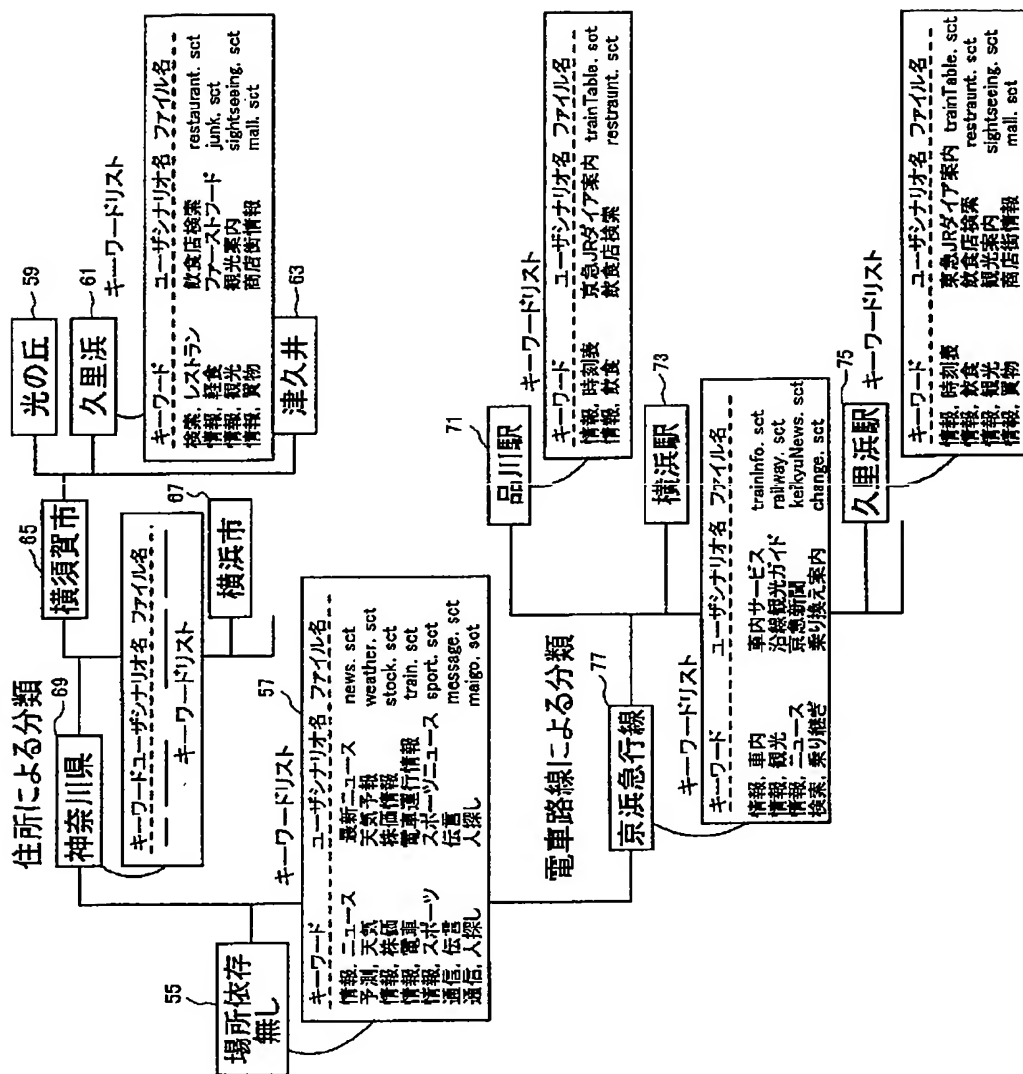 住所による分類
場所依存
無し
55
キーワードリスト
57
キーワード ユーザシナリオ名 ファイル名
情報, ニュース 最新ニュース news. sct
予測, 天気 天気予報 weather. sct
情報, 株価 株価情報 stock. sct
情報, 電車 電車運行情報 train. sct
情報, スポーツ スポーツニュース sport. sct
通信, 伝言 伝言 message. sct
通信, 人探し 人探し maigo. sct
神奈川県
69
キーワードユーザシナリオ名 ファイル名
キーワードリスト
横須賀市
65
横浜市
67
光の丘
59
久里浜
61
キーワードリスト
キーワード ユーザシナリオ名 ファイル名
検索, レストラン 飲食店検索 restaurant. sct
情報, 軽食 ファーストフード junk. sct
情報, 観光 観光案内 sightseeing. sct
情報, 買物 商店街情報 mall. sct
津久井
63
電車路線による分類
京浜急行線
77
キーワードリスト
キーワード ユーザシナリオ名 ファイル名
情報, 車内 車内サービス trainInfo. sct
情報, 観光 沿線観光ガイド railway. sct
情報, ニュース 京急新聞 keikyuNews. sct
検索, 乗り継ぎ 乗り換え案内 change. sct
品川駅
71
キーワードリスト
キーワード ユーザシナリオ名 ファイル名
情報, 時刻表 京急JRダイア案内 trainTable. sct
情報, 飲食 飲食店検索 restraunt. sct
横浜駅
73
久里浜駅
75
キーワードリスト
キーワード ユーザシナリオ名 ファイル名
情報, 時刻表 東急JRダイア案内 trainTable. sct
情報, 飲食 飲食店検索 restraunt. sct
情報, 観光 観光案内 sightseeing. sct
情報, 買物 商店街情報 mall. sct